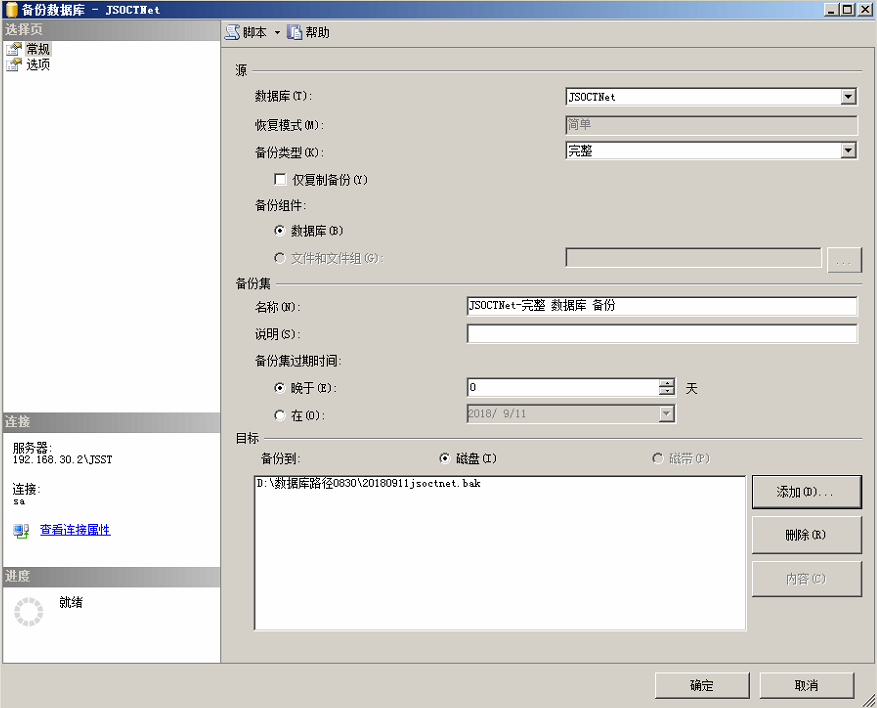 备份数据库 - JSOCTNet
选择页
常规
选项
脚本 帮助
源
数据库(T): JSOCTNet
恢复模式(M): 简单
备份类型(K): 完整
仅复制备份(Y)
备份组件:
数据库(B)
文件和文件组(G): ...
备份集
名称(N): JSOCTNet-完整 数据库 备份
说明(S):
备份集过期时间:
晚于(E): 0 天
在(O): 2018/ 9/11
目标
备份到: 磁盘(I) 磁带(P)
D:\数据库路径0830\20180911jsoctnet.bak
添加(D)...
删除(R)
内容(C)
连接
服务器:
192.168.30.2\JSST
连接:
sa
查看连接属性
进度
就绪
确定 取消